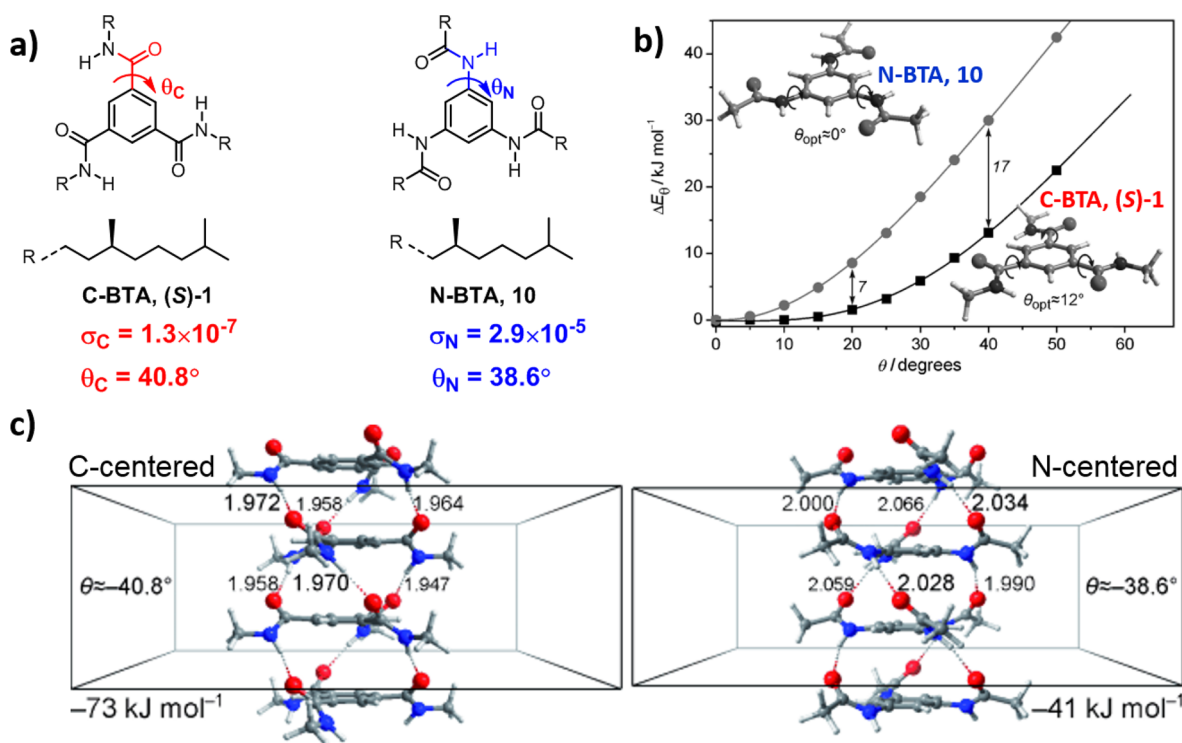 a)
R
N
H
O
θC
O
N
H
R
R
N
H
O
R
C-BTA, (S)-1
σC = 1.3×10⁻⁷
θC = 40.8°
R
O
N
H
θN
O
N
H
R
N
H
R
O
R
N-BTA, 10
σN = 2.9×10⁻⁵
θN = 38.6°
b)
ΔEθ / kJ mol⁻¹
40
30
20
10
0
0 10 20 30 40 50 60
θ / degrees
N-BTA, 10
θopt≈0°
7
17
C-BTA, (S)-1
θopt≈12°
c)
C-centered
1.972 1.958 1.964
θ≈–40.8°
1.958 1.970 1.947
–73 kJ mol⁻¹
N-centered
2.000 2.066 2.034
2.059 2.028 1.990
θ≈–38.6°
–41 kJ mol⁻¹